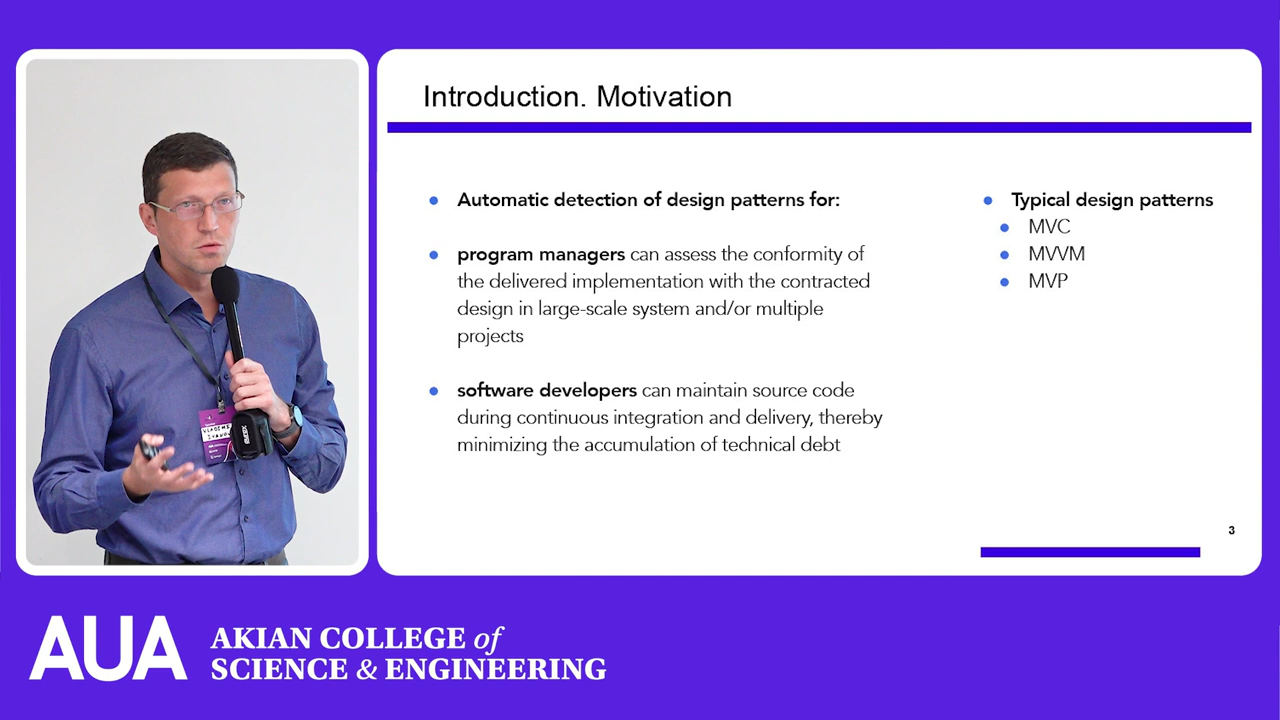 Introduction. Motivation
Automatic detection of design patterns for:
program managers can assess the conformity of
the delivered implementation with the contracted
design in large-scale system and/or multiple
projects
software developers can maintain source code
during continuous integration and delivery, thereby
minimizing the accumulation of technical debt
Typical design patterns
MVC
MVVM
MVP
3
AUA
AKIAN COLLEGE of
SCIENCE & ENGINEERING